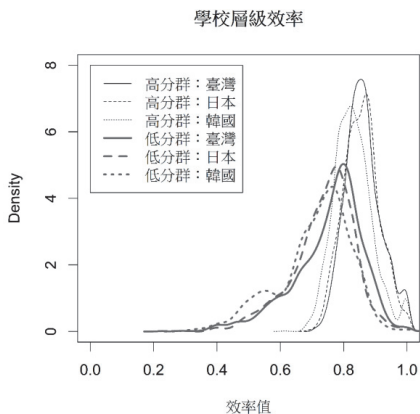 學校層級效率
8
6
4
2
0
Density
高分群：臺灣
高分群：日本
高分群：韓國
低分群：臺灣
低分群：日本
低分群：韓國
0.0 0.2 0.4 0.6 0.8 1.0
效率值